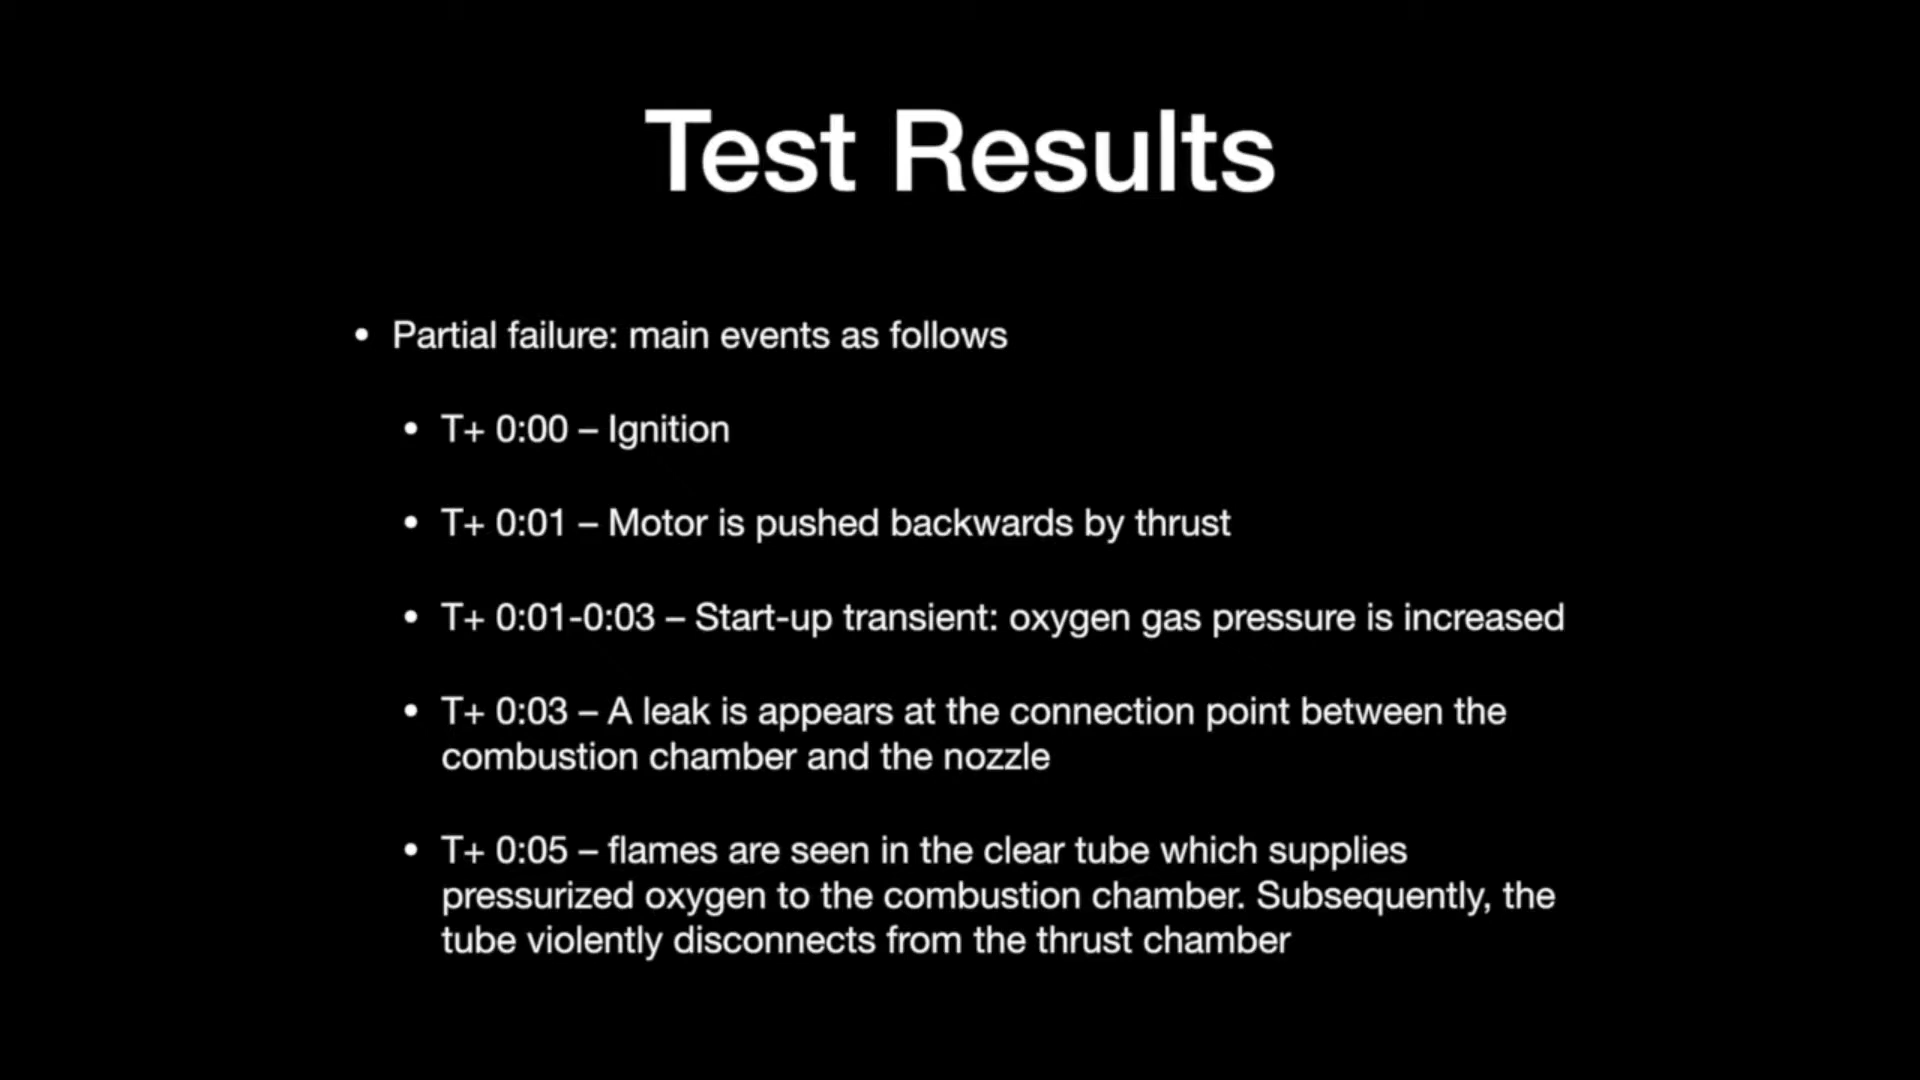 Test Results
• Partial failure: main events as follows
• T+ 0:00 – Ignition
• T+ 0:01 – Motor is pushed backwards by thrust
• T+ 0:01-0:03 – Start-up transient: oxygen gas pressure is increased
• T+ 0:03 – A leak is appears at the connection point between the
combustion chamber and the nozzle
• T+ 0:05 – flames are seen in the clear tube which supplies
pressurized oxygen to the combustion chamber. Subsequently, the
tube violently disconnects from the thrust chamber